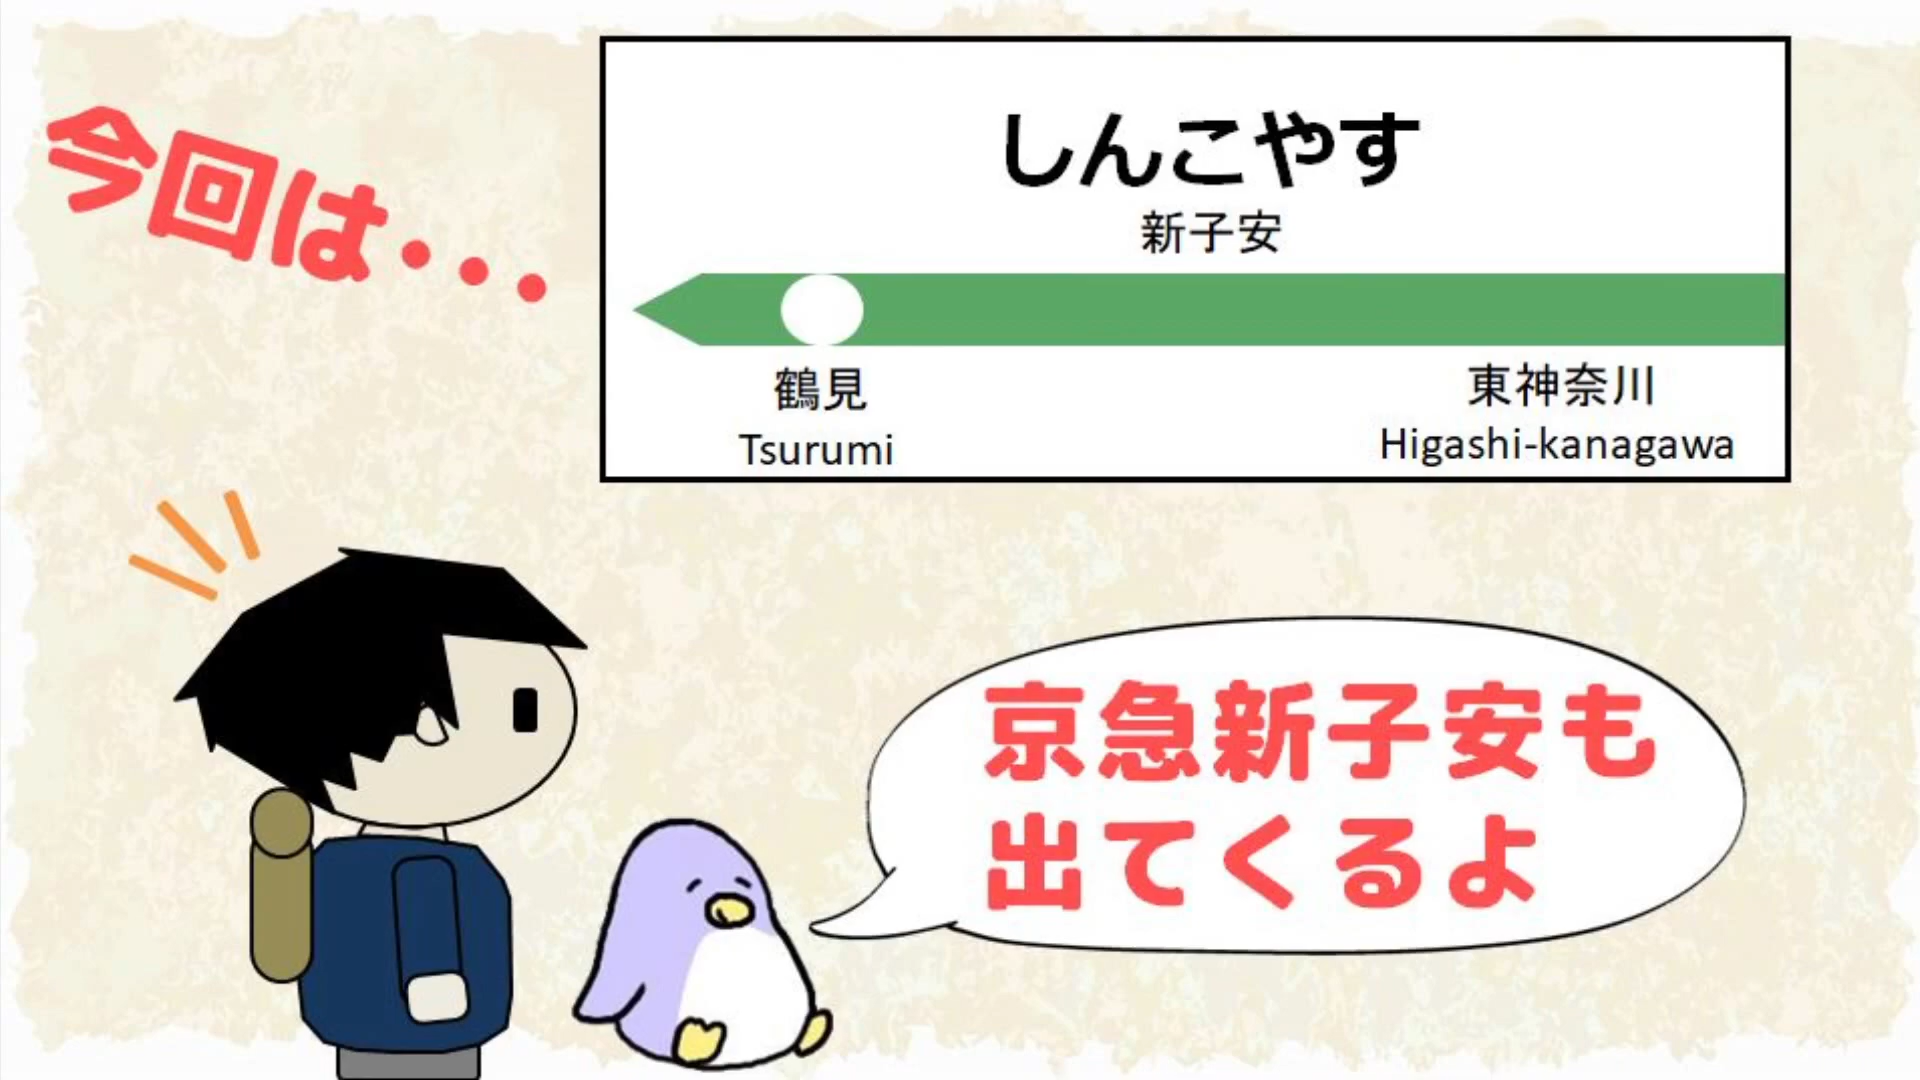 今回は・・・
しんこやす
新子安
鶴見
Tsurumi
東神奈川
Higashi-kanagawa
京急新子安も
出てくるよ